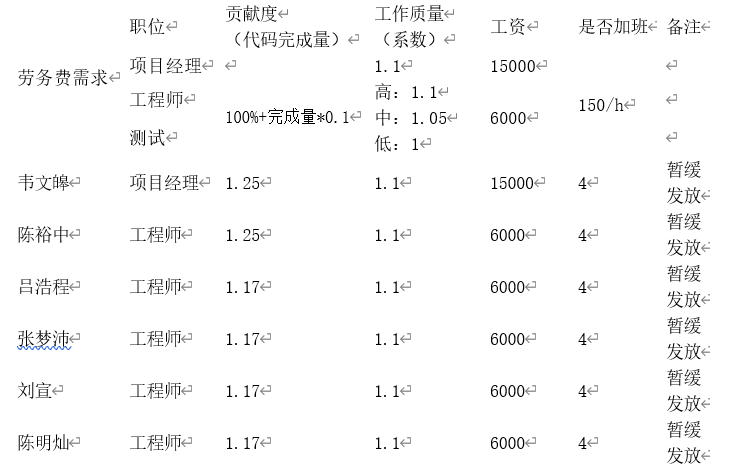 职位 贡献度（代码完成量） 工作质量（系数） 工资 是否加班 备注
劳务费需求 项目经理 1.1 15000
工程师 100%+完成量*0.1 高：1.1 中：1.05 低：1 6000 150/h
测试
韦文皞 项目经理 1.25 1.1 15000 4 暂缓发放
陈裕中 工程师 1.25 1.1 6000 4 暂缓发放
吕浩程 工程师 1.17 1.1 6000 4 暂缓发放
张梦沛 工程师 1.17 1.1 6000 4 暂缓发放
刘宣 工程师 1.17 1.1 6000 4 暂缓发放
陈明灿 工程师 1.17 1.1 6000 4 暂缓发放